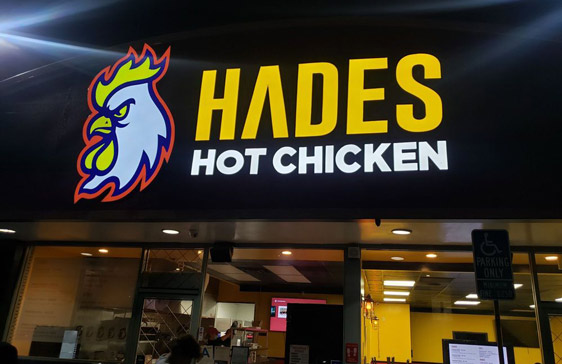 HADES
HOT CHICKEN
PARKING
ONLY